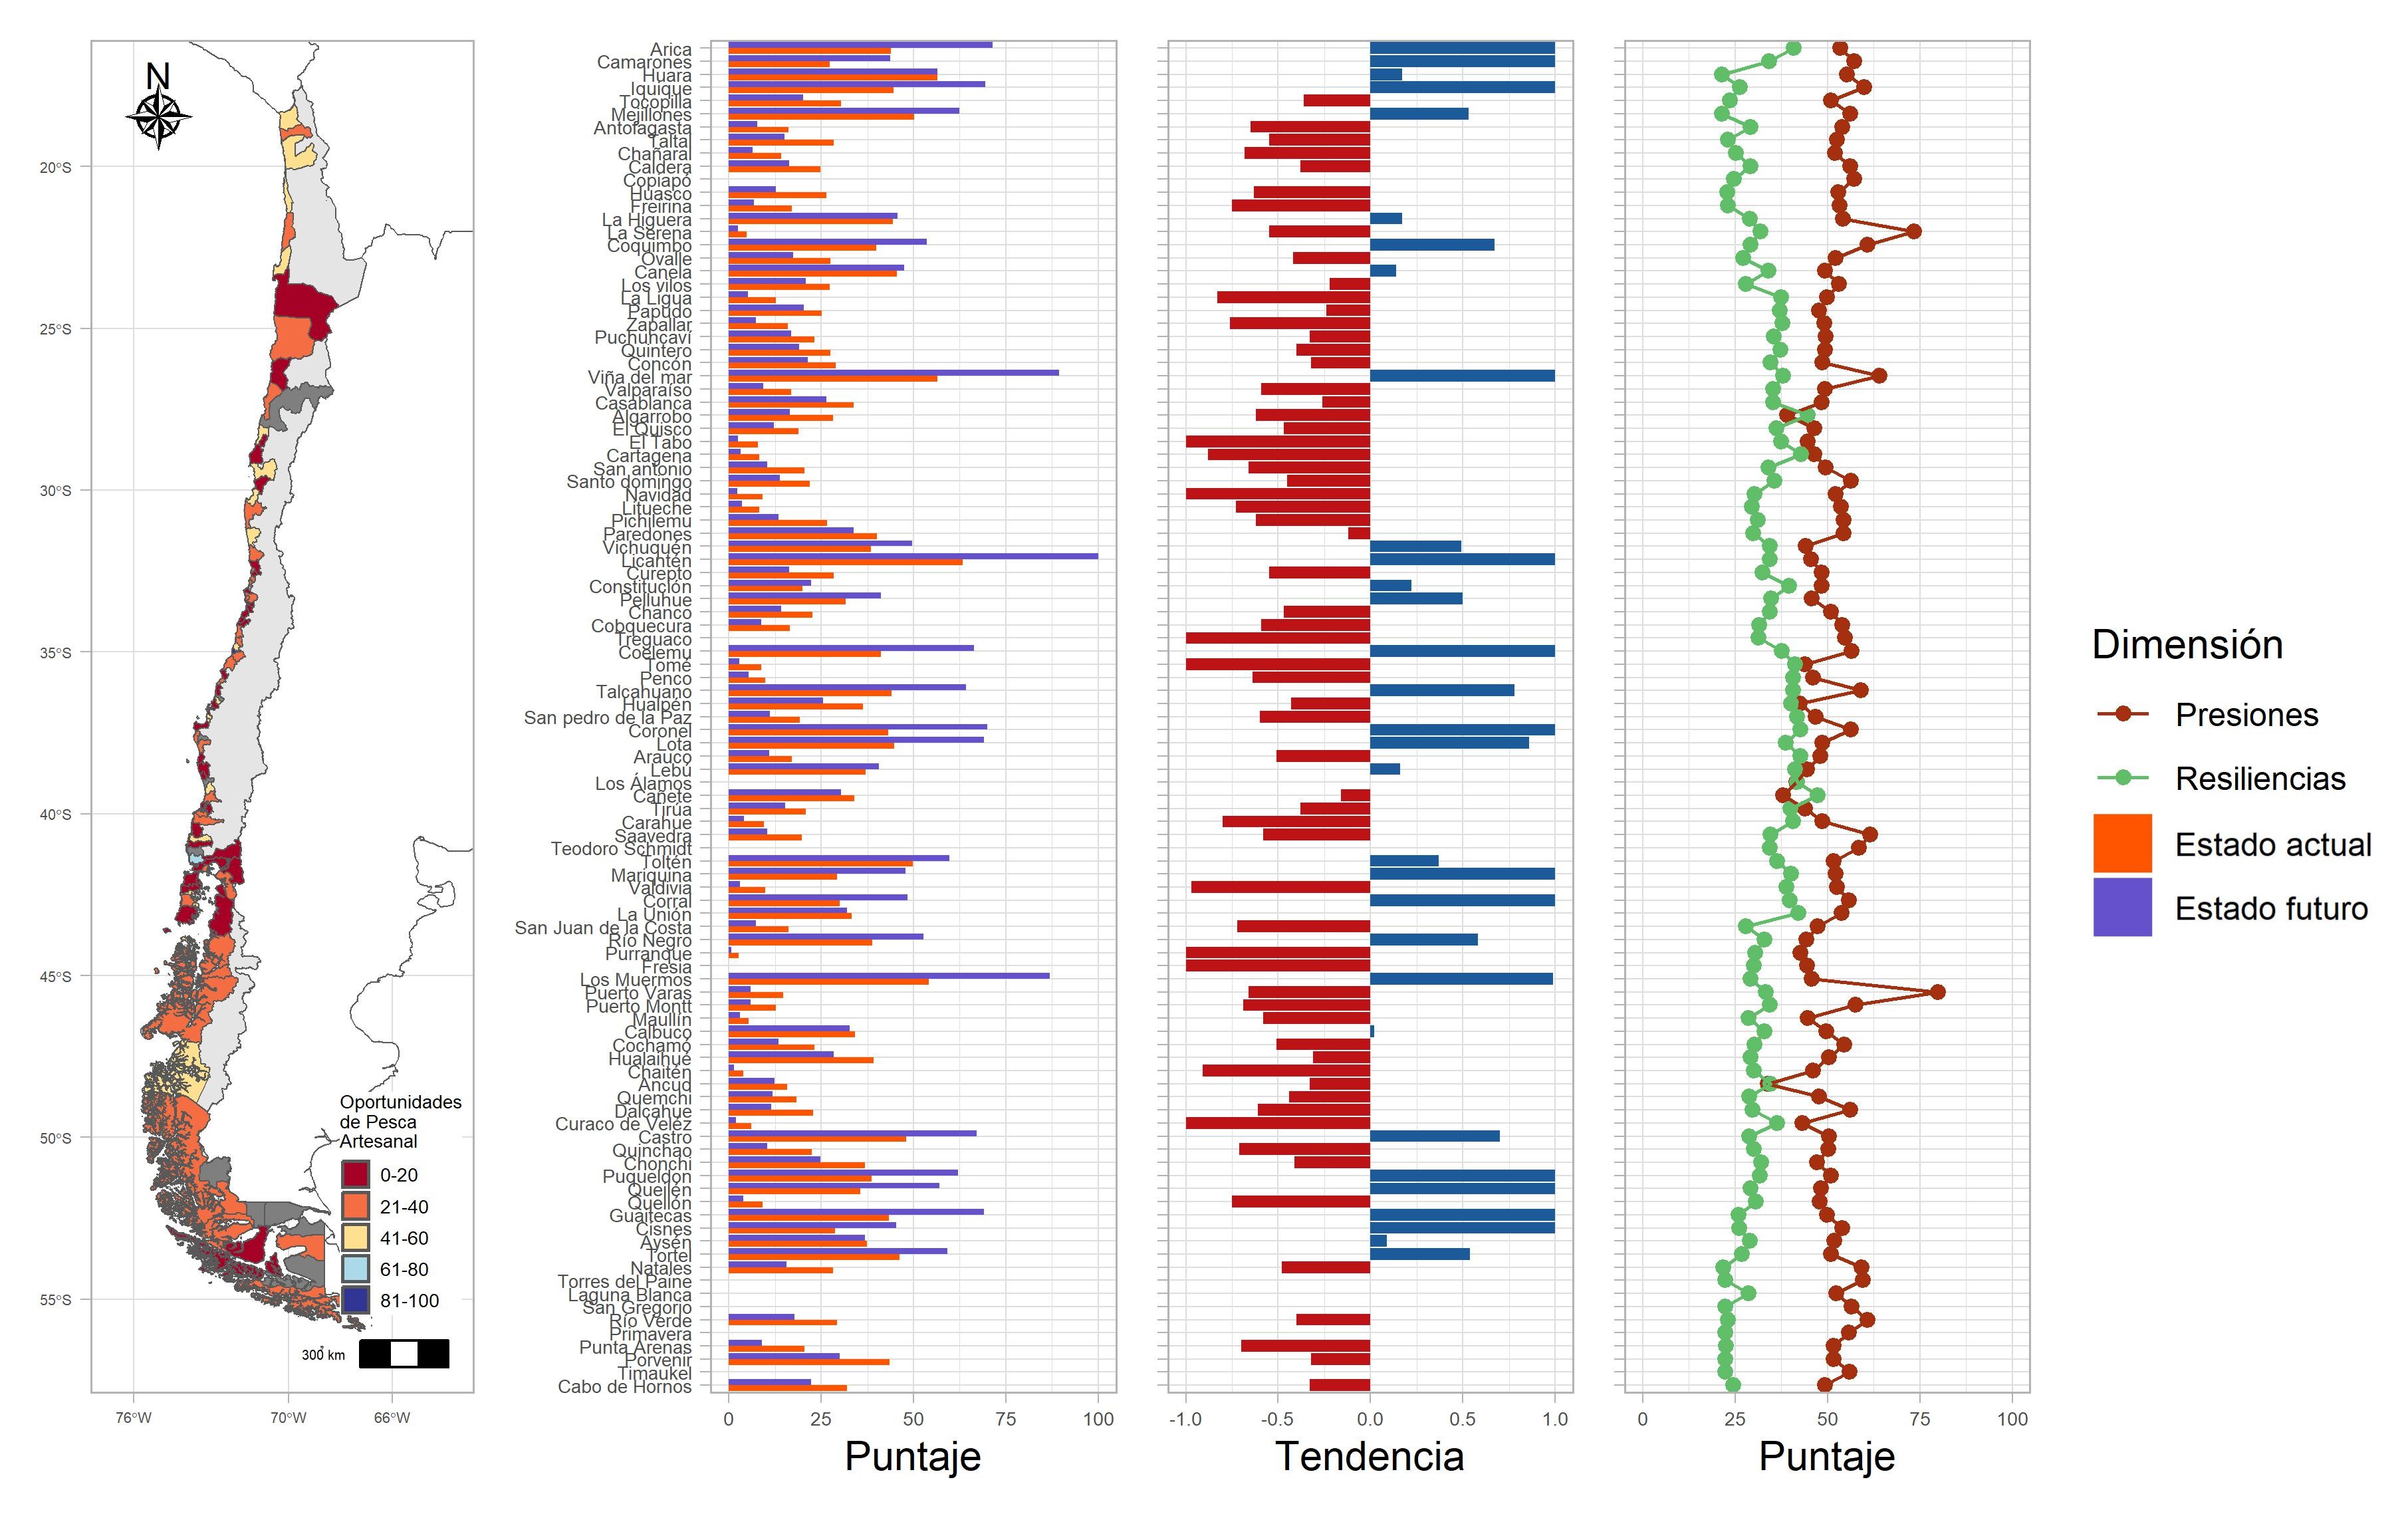 N
20°S
25°S
30°S
35°S
40°S
45°S
50°S
55°S
76°W
70°W
66°W
Oportunidades
de Pesca
Artesanal
0-20
21-40
41-60
61-80
81-100
300 km
Arica
Camarones
Huara
Iquique
Tocopilla
Mejillones
Antofagasta
Taltal
Chañaral
Caldera
Copiapó
Huasco
Freirina
La Higuera
La Serena
Coquimbo
Ovalle
Canela
Los vilos
La Ligua
Papudo
Zapallar
Puchuncaví
Quintero
Concón
Viña del mar
Valparaíso
Casablanca
Algarrobo
El Quisco
El Tabo
Cartagena
San antonio
Santo domingo
Navidad
Litueche
Pichilemu
Paredones
Vichuquén
Licantén
Curepto
Constitución
Pelluhue
Chanco
Cobquecura
Treguaco
Coelemu
Tomé
Penco
Talcahuano
Hualpén
San pedro de la Paz
Coronel
Lota
Arauco
Lebu
Los Álamos
Cañete
Tirúa
Carahue
Saavedra
Teodoro Schmidt
Toltén
Mariquina
Valdivia
Corral
La Unión
San Juan de la Costa
Río Negro
Purranque
Fresia
Los Muermos
Puerto Varas
Puerto Montt
Maullín
Calbuco
Cochamó
Hualaihué
Chaitén
Ancud
Quemchi
Dalcahue
Curaco de Veléz
Castro
Quinchao
Chonchi
Puqueldón
Queilén
Quellón
Guaitecas
Cisnes
Aysén
Tortel
Natales
Torres del Paine
Laguna Blanca
San Gregorio
Río Verde
Primavera
Punta Arenas
Porvenir
Timaukel
Cabo de Hornos
0 25 50 75 100
Puntaje
-1.0 -0.5 0.0 0.5 1.0
Tendencia
0 25 50 75 100
Puntaje
Dimensión
Presiones
Resiliencias
Estado actual
Estado futuro